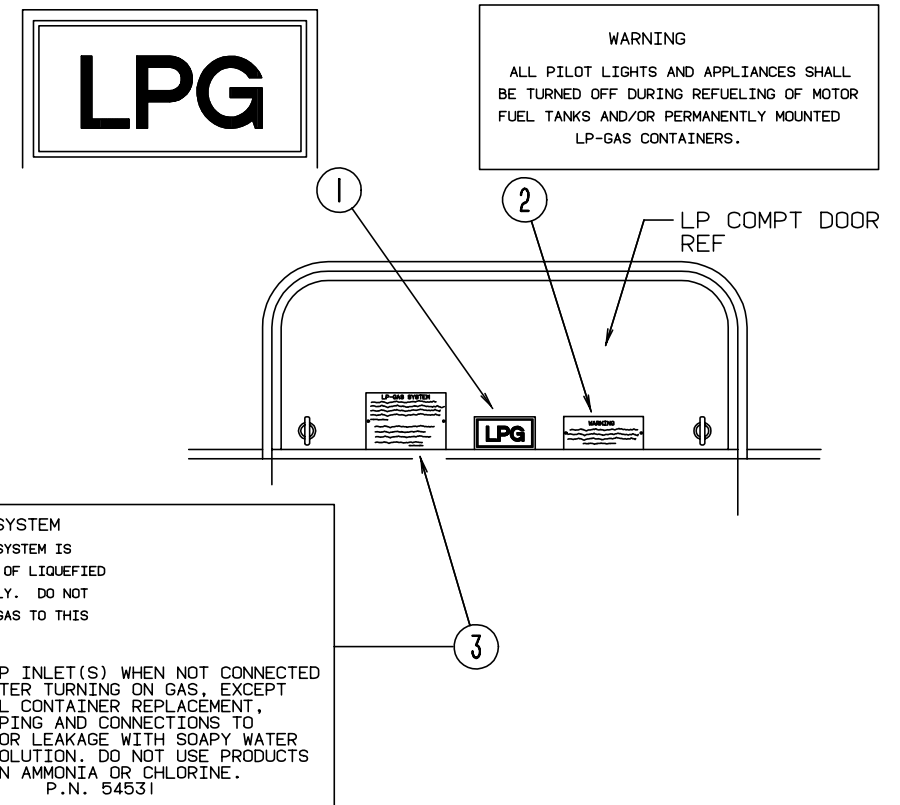 LPG
WARNING
ALL PILOT LIGHTS AND APPLIANCES SHALL
BE TURNED OFF DURING REFUELING OF MOTOR
FUEL TANKS AND/OR PERMANENTLY MOUNTED
LP-GAS CONTAINERS.
1
2
LP COMPT DOOR
REF
LP-GAS SYSTEM
LPG
WARNING
SYSTEM
SYSTEM IS
OF LIQUEFIED
LY. DO NOT
GAS TO THIS
3
P INLET(S) WHEN NOT CONNECTED
TER TURNING ON GAS, EXCEPT
L CONTAINER REPLACEMENT,
PING AND CONNECTIONS TO
OR LEAKAGE WITH SOAPY WATER
OLUTION. DO NOT USE PRODUCTS
N AMMONIA OR CHLORINE.
P.N. 54531